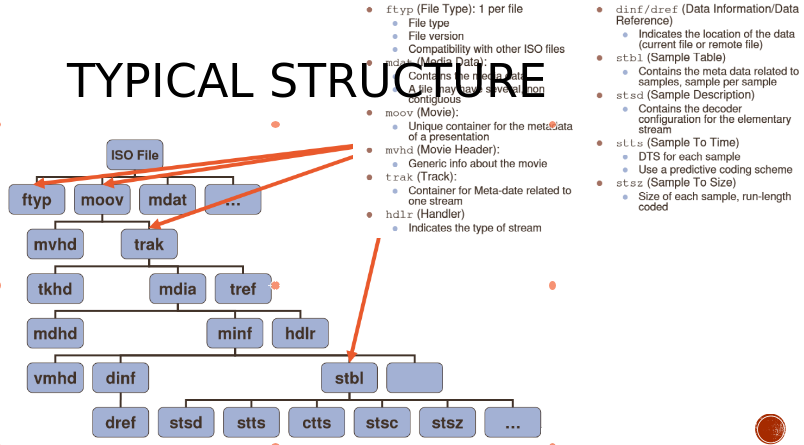 TYPICAL STRUCTURE
ftyp (File Type): 1 per file
File type
File version
Compatibility with other ISO files
mdat (Media Data):
Contains the media data
A file may have several, non
contiguous
moov (Movie):
Unique container for the metadata
of a presentation
mvhd (Movie Header):
Generic info about the movie
trak (Track):
Container for Meta-date related to
one stream
hdlr (Handler)
Indicates the type of stream
dinf/dref (Data Information/Data
Reference)
Indicates the location of the data
(current file or remote file)
stbl (Sample Table)
Contains the meta data related to
samples, sample per sample
stsd (Sample Description)
Contains the decoder
configuration for the elementary
stream
stts (Sample To Time)
DTS for each sample
Use a predictive coding scheme
stsz (Sample To Size)
Size of each sample, run-length
coded
ISO File
ftyp moov mdat ...
mvhd trak
tkhd mdia tref
mdhd minf hdlr
vmhd dinf stbl
dref stsd stts ctts stsc stsz ...